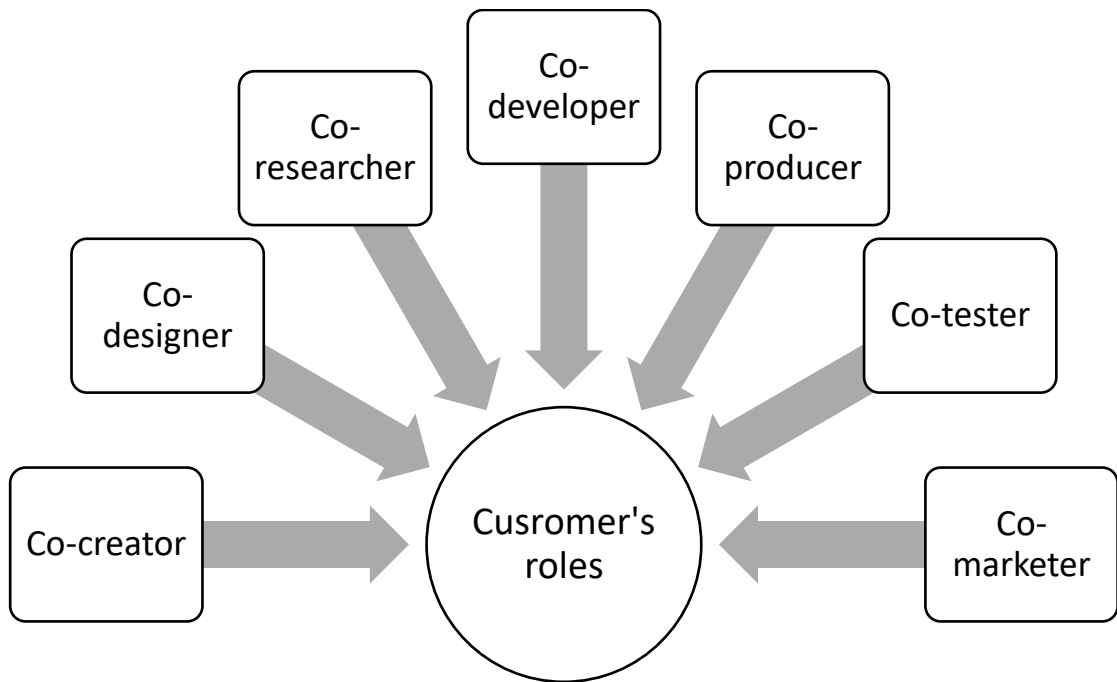 Co-
developer
Co-
researcher
Co-
producer
Co-
designer
Co-tester
Co-creator
Cusromer's
roles
Co-
marketer